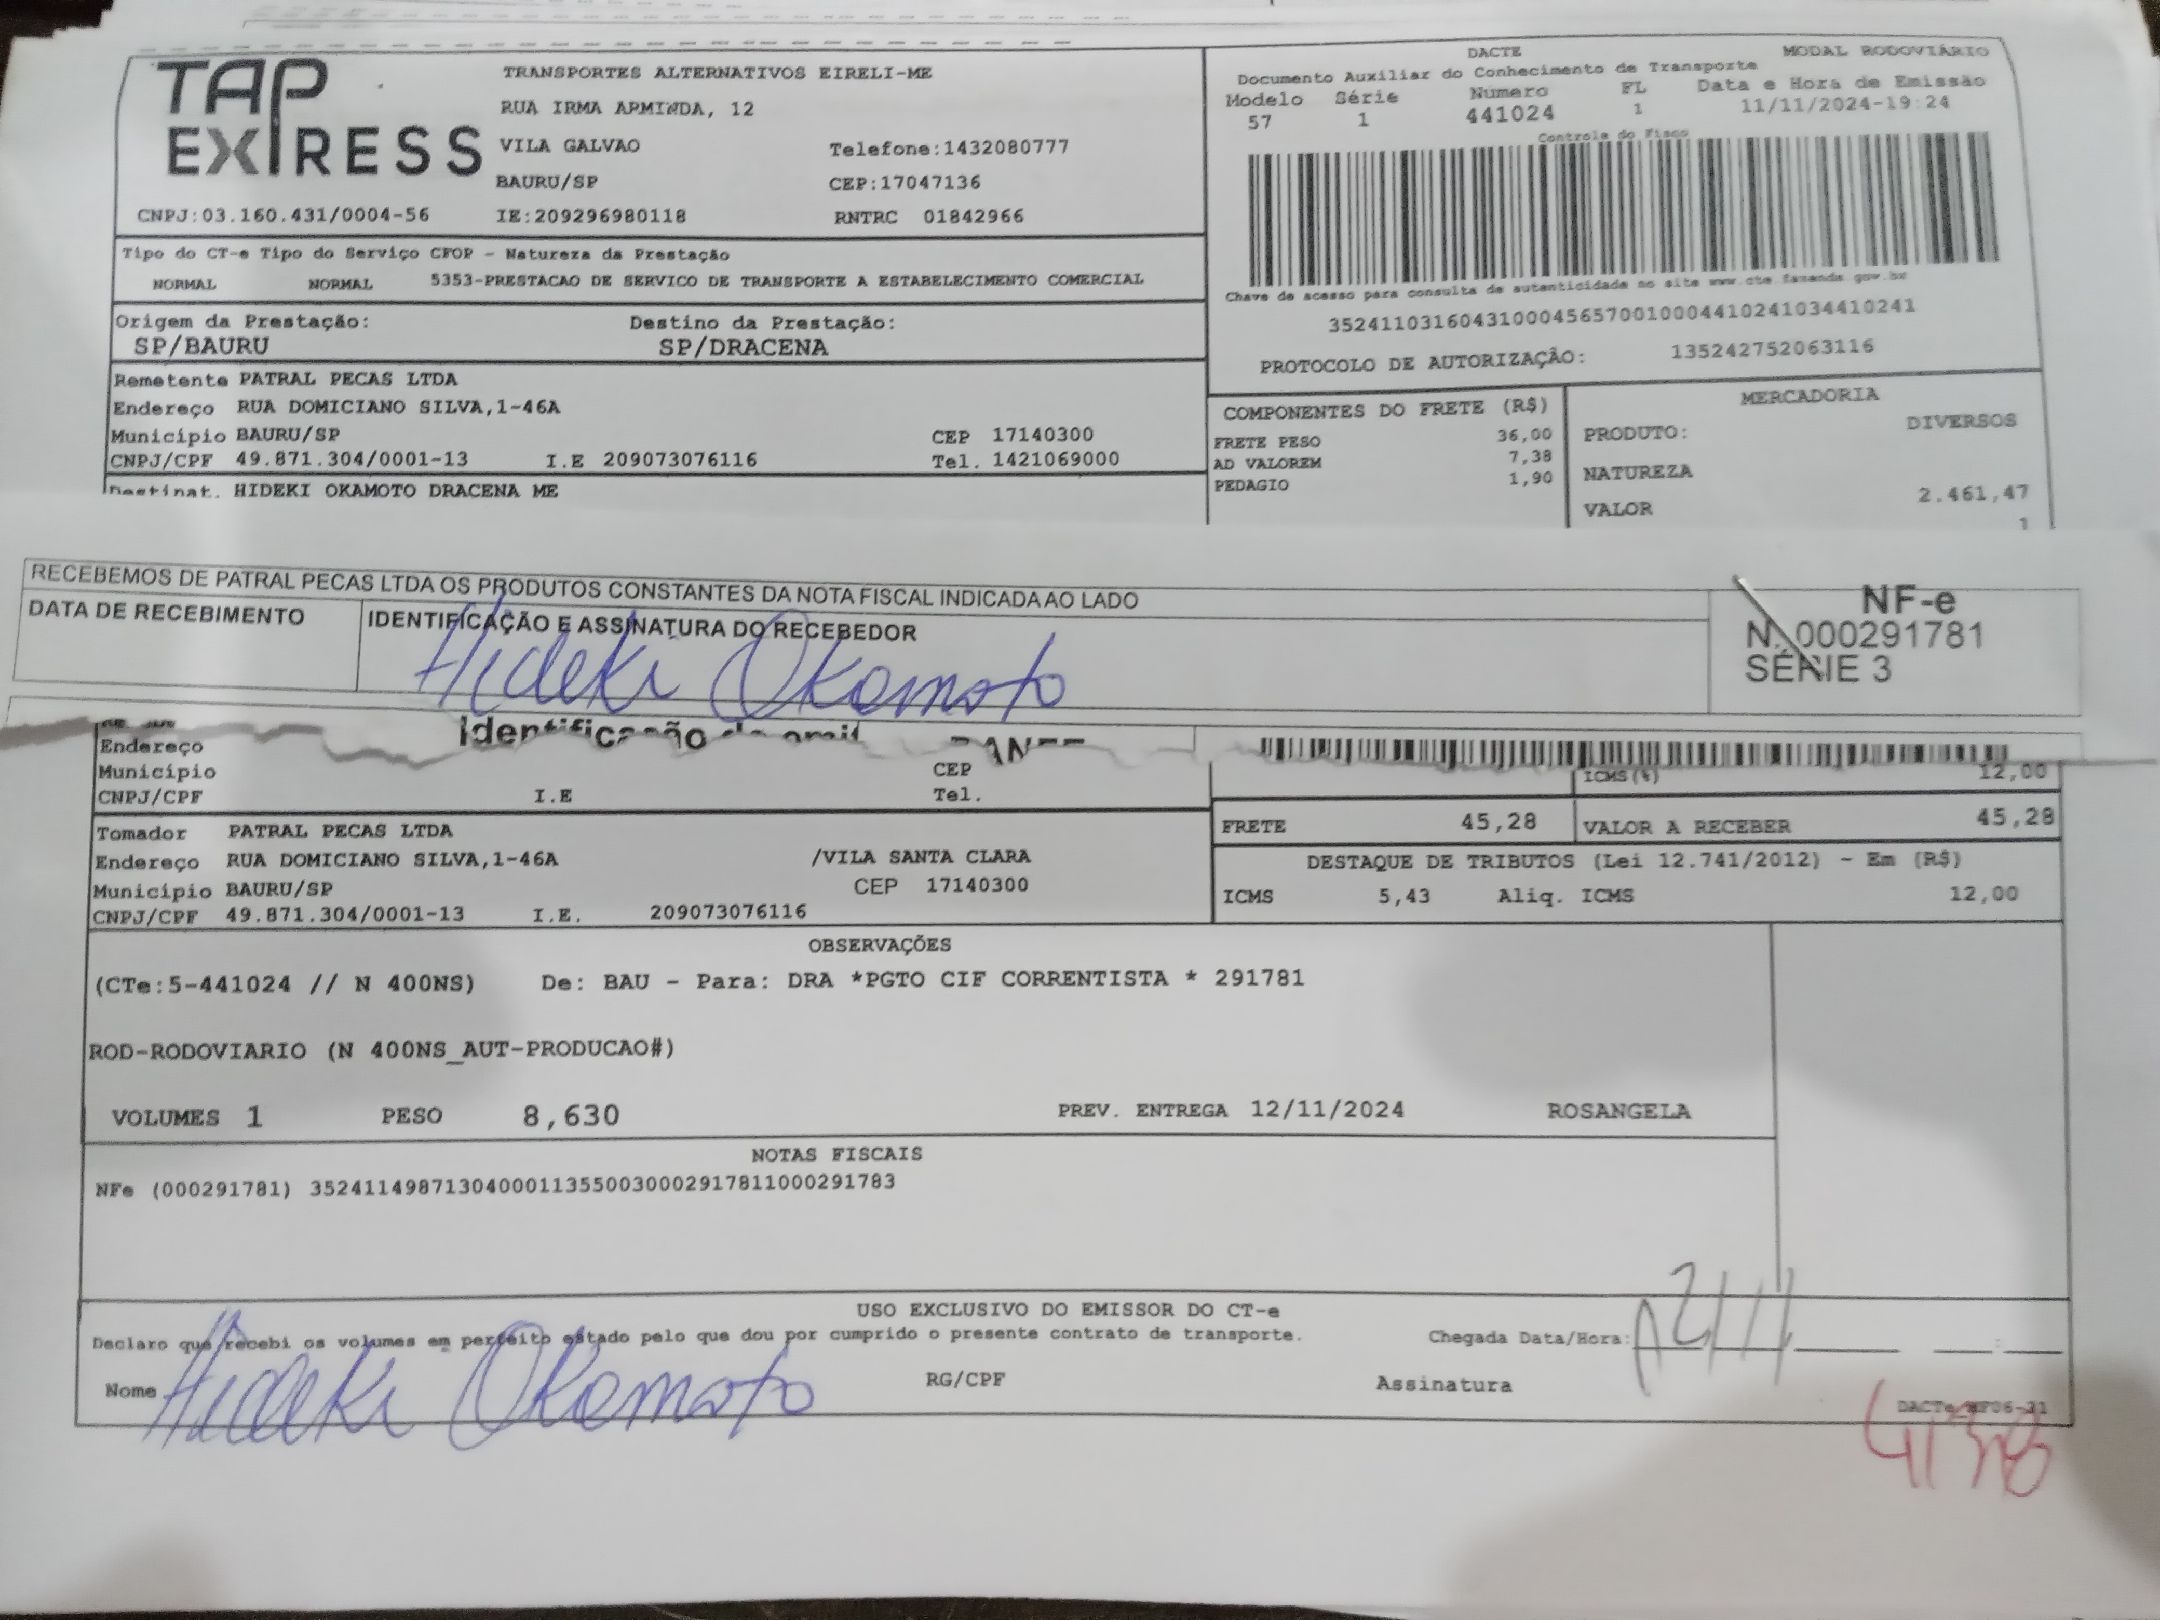 TAP EXPRESS
TRANSPORTES ALTERNATIVOS EIRELI-ME
RUA IRMA ARMINDA, 12
VILA GALVAO Telefone:1432080777
BAURU/SP CEP:17047136
CNPJ:03.160.431/0004-56 IE:209296980118 RNTRC 01842966
DACTE MODAL RODOVIÁRIO
Documento Auxiliar do Conhecimento de Transporte
Modelo Série Número FL Data e Hora de Emissão
57 1 441024 1 11/11/2024-19:24
Controle do Fisco
Chave de acesso para consulta de autenticidade no site www.cte.fazenda.gov.br
35241103160431000456570010004410241034410241
PROTOCOLO DE AUTORIZAÇÃO: 135242752063116
Tipo do CT-e Tipo do Serviço CFOP - Natureza da Prestação
NORMAL NORMAL 5353-PRESTACAO DE SERVICO DE TRANSPORTE A ESTABELECIMENTO COMERCIAL
Origem da Prestação: Destino da Prestação:
SP/BAURU SP/DRACENA
Remetente PATRAL PECAS LTDA
Endereço RUA DOMICIANO SILVA,1-46A
Município BAURU/SP CEP 17140300
CNPJ/CPF 49.871.304/0001-13 I.E 209073076116 Tel. 1421069000
Destinat. HIDEKI OKAMOTO DRACENA ME
COMPONENTES DO FRETE (R$)
FRETE PESO 36,00
AD VALOREM 7,38
PEDAGIO 1,90
MERCADORIA
PRODUTO: DIVERSOS
NATUREZA
VALOR 2.461,47
1
RECEBEMOS DE PATRAL PECAS LTDA OS PRODUTOS CONSTANTES DA NOTA FISCAL INDICADA AO LADO
DATA DE RECEBIMENTO IDENTIFICAÇÃO E ASSINATURA DO RECEBEDOR
Hideki Okamoto
NF-e
N. 000291781
SÉRIE 3
Identificação
Endereço
Município CEP
CNPJ/CPF I.E Tel.
ICMS(%) 12,00
FRETE 45,28 VALOR A RECEBER 45,28
Tomador PATRAL PECAS LTDA
Endereço RUA DOMICIANO SILVA,1-46A /VILA SANTA CLARA
Município BAURU/SP CEP 17140300
CNPJ/CPF 49.871.304/0001-13 I.E. 209073076116
DESTAQUE DE TRIBUTOS (Lei 12.741/2012) - Em (R$)
ICMS 5,43 Aliq. ICMS 12,00
OBSERVAÇÕES
(CTe:5-441024 // N 400NS) De: BAU - Para: DRA *PGTO CIF CORRENTISTA * 291781
ROD-RODOVIARIO (N 400NS_AUT-PRODUCAO#)
VOLUMES 1 PESO 8,630 PREV. ENTREGA 12/11/2024 ROSANGELA
NOTAS FISCAIS
NFe (000291781) 35241149871304000113550030002917811000291783
USO EXCLUSIVO DO EMISSOR DO CT-e
Declaro que recebi os volumes em perfeito estado pelo que dou por cumprido o presente contrato de transporte. Chegada Data/Hora: 12/11
Nome Hideki Okamoto RG/CPF Assinatura